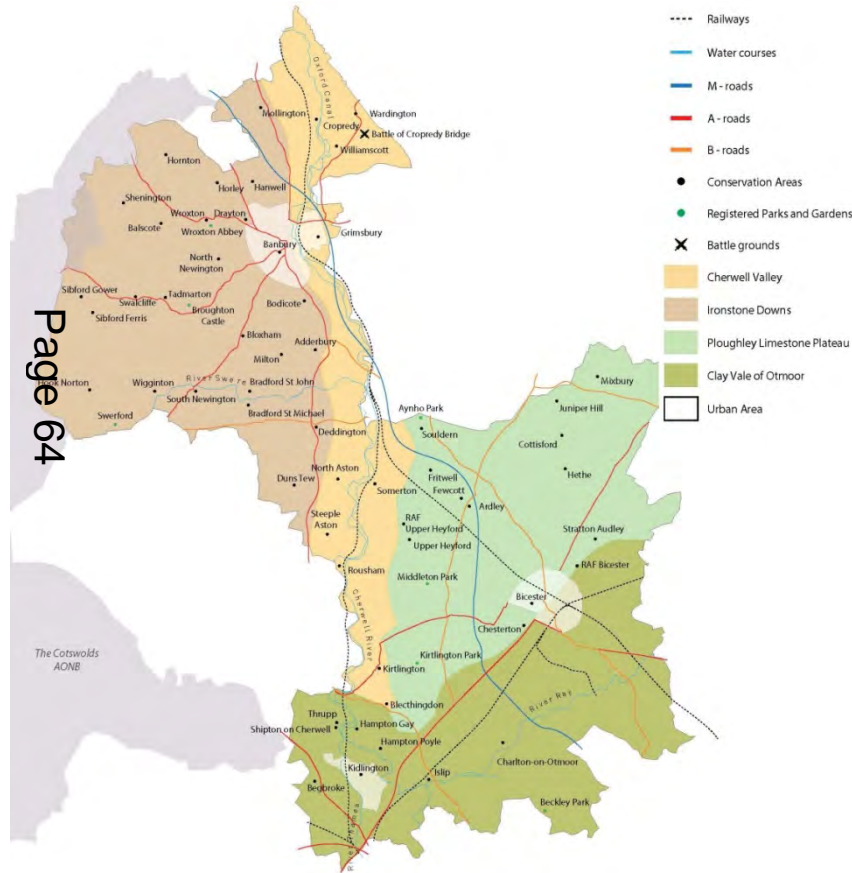 Railways
Water courses
M - roads
A - roads
B - roads
Conservation Areas
Registered Parks and Gardens
Battle grounds
Cherwell Valley
Ironstone Downs
Ploughley Limestone Plateau
Clay Vale of Otmoor
Urban Area
Page 64
Oxford Canal
Mollington
Wardington
Cropredy
Battle of Cropredy Bridge
Williamscott
Hornton
Horley
Hanwell
Shenington
Wroxton
Drayton
Balscote
Wroxton Abbey
Grimsbury
Banbury
North
Newington
Sibford Gower
Tadmarton
Swalcliffe
Broughton
Castle
Bodicote
Sibford Ferris
Bloxham
Adderbury
Milton
River Swere
Hook Norton
Wigginton
Bradford St John
South Newington
Bradford St Michael
Swerford
Deddington
Mixbury
Juniper Hill
Aynho Park
Souldern
Cottisford
North Aston
Somerton
Fritwell
Fewcott
Hethe
Duns Tew
Ardley
Steeple
Aston
RAF
Upper Heyford
Upper Heyford
Stratton Audley
Rousham
RAF Bicester
Middleton Park
Bicester
Cherwell River
Chesterton
The Cotswolds
AONB
Kirtlington Park
Kirtlington
River Ray
Blecthingdon
Thrupp
Shipton on Cherwell
Hampton Gay
Hampton Poyle
Charlton-on-Otmoor
Kidlington
Islip
Begbroke
Beckley Park
River Thames